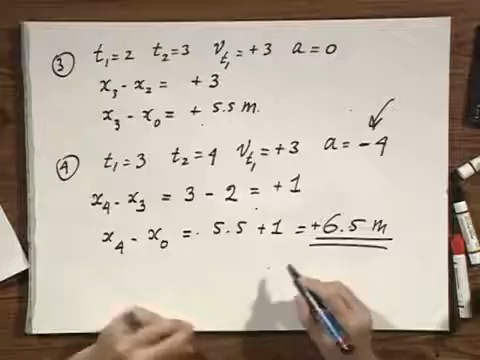 ③ t₁=2 t₂=3 v_t₁=+3 a=0
x₃-x₂= +3
x₃-x₀= + 5.5 m.
④ t₁=3 t₂=4 v_t₁=+3 a=-4
x₄-x₃ = 3-2 = +1
x₄-x₀ = 5.5+1 = +6.5 m